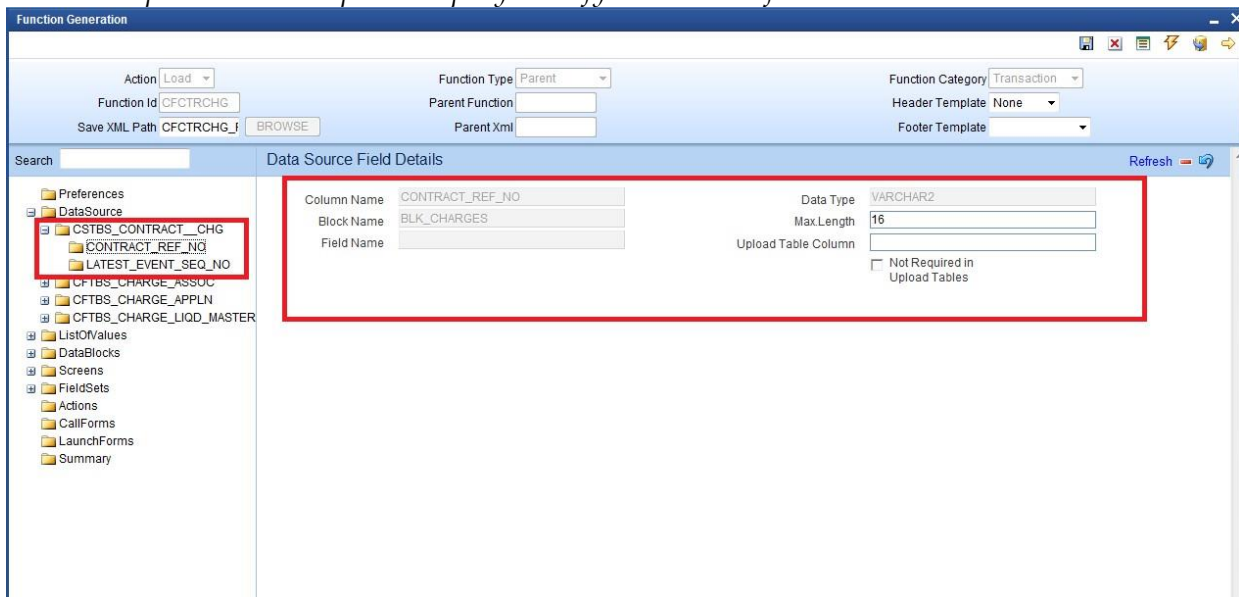 Function Generation
Action Load Function Type Parent Function Category Transaction
Function Id CFCTRCHG Parent Function Header Template None
Save XML Path CFCTRCHG_ BROWSE Parent Xml Footer Template
Search Data Source Field Details Refresh
Preferences
DataSource
CSTBS_CONTRACT__CHG
CONTRACT_REF_NO
LATEST_EVENT_SEQ_NO
CFTBS_CHARGE_ASSOC
CFTBS_CHARGE_APPLN
CFTBS_CHARGE_LIQD_MASTER
ListOfValues
DataBlocks
Screens
FieldSets
Actions
CallForms
LaunchForms
Summary
Column Name CONTRACT_REF_NO Data Type VARCHAR2
Block Name BLK_CHARGES Max.Length 16
Field Name Upload Table Column
Not Required in
Upload Tables